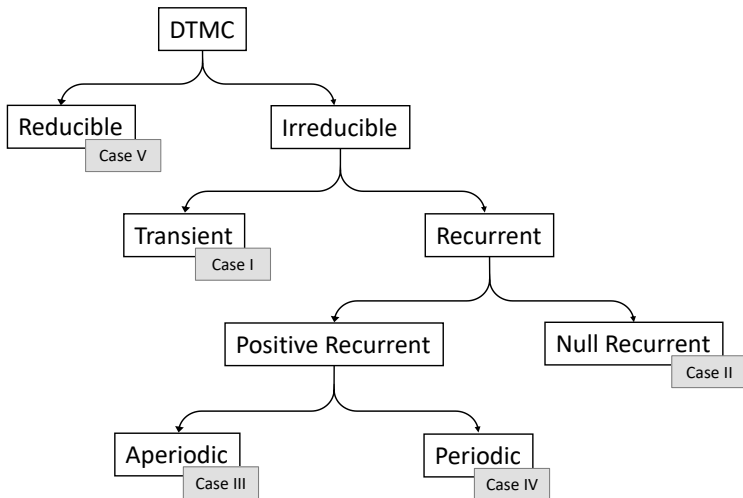 DTMC
Reducible
Case V
Irreducible
Transient
Case I
Recurrent
Positive Recurrent
Null Recurrent
Case II
Aperiodic
Case III
Periodic
Case IV